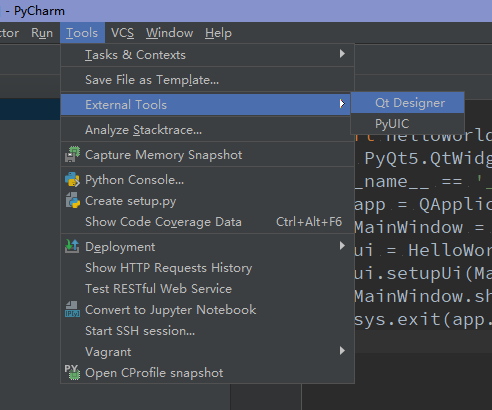 - PyCharm
ctor Run Tools VCS Window Help
Tasks & Contexts
Save File as Template...
External Tools
Qt Designer
PyUIC
Analyze Stacktrace...
Capture Memory Snapshot
Python Console...
Create setup.py
Show Code Coverage Data Ctrl+Alt+F6
Deployment
Show HTTP Requests History
Test RESTful Web Service
Convert to Jupyter Notebook
Start SSH session...
Vagrant
Open CProfile snapshot
rt HelloWorld
PyQt5.QtWidg
_name__ == '_
app = QApplic
MainWindow =
ui = HelloWor
ui.setupUi(Ma
MainWindow.sh
sys.exit(app.